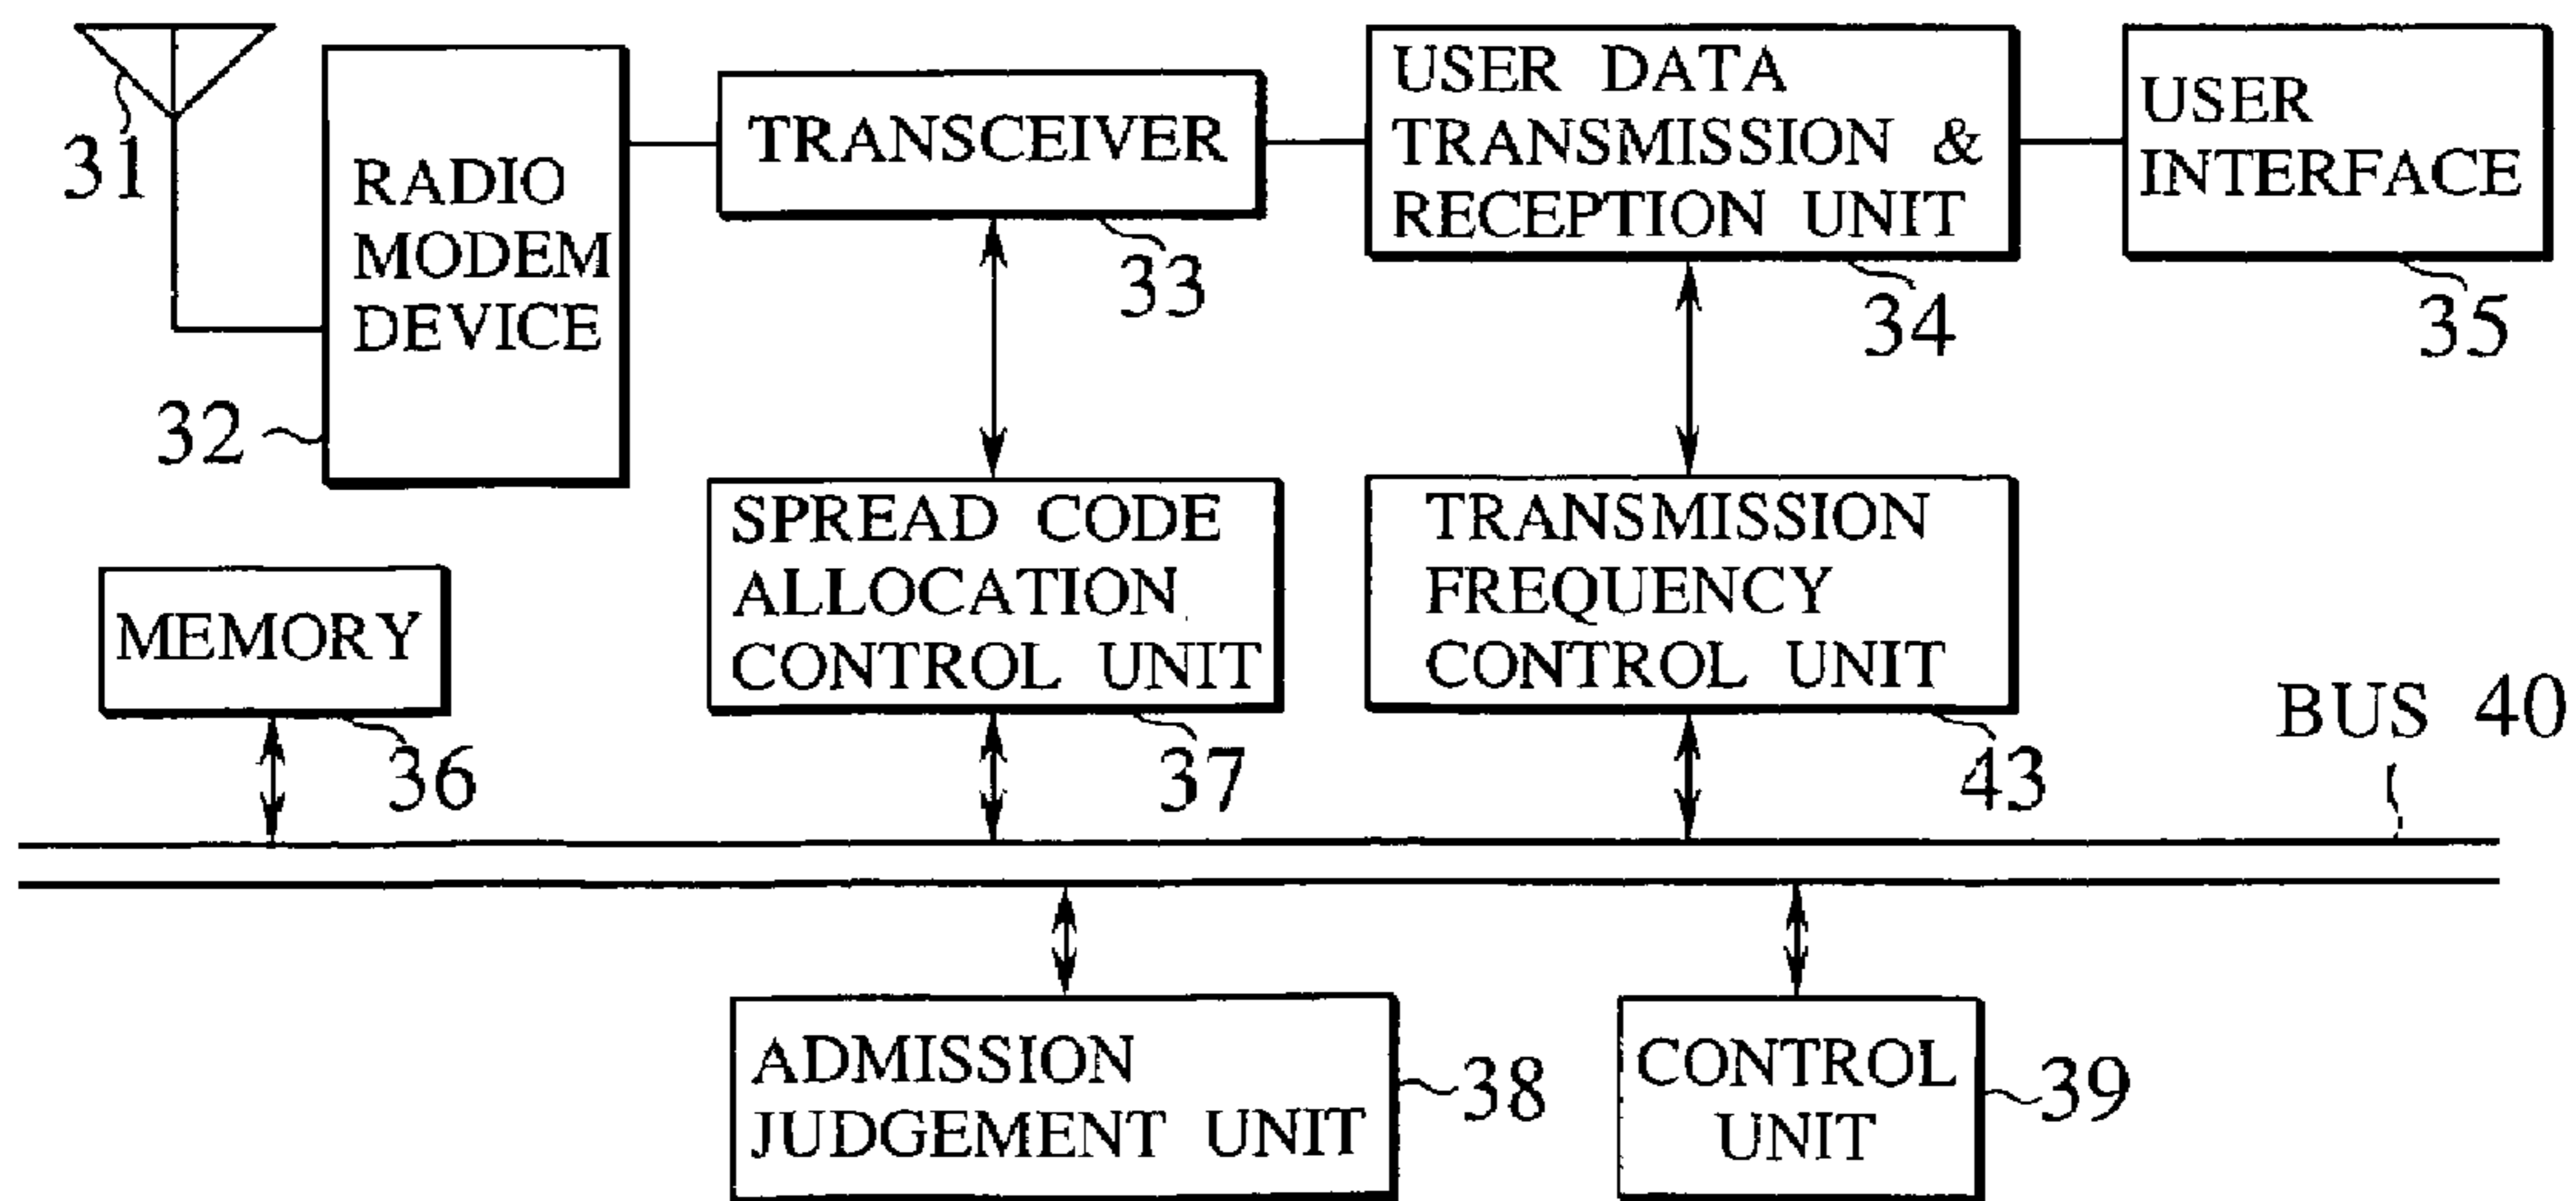 31
RADIO
MODEM
DEVICE
32
TRANSCEIVER
33
USER DATA
TRANSMISSION &
RECEPTION UNIT
34
USER
INTERFACE
35
MEMORY
36
SPREAD CODE
ALLOCATION
CONTROL UNIT
37
TRANSMISSION
FREQUENCY
CONTROL UNIT
43
BUS 40
ADMISSION
JUDGEMENT UNIT
38
CONTROL
UNIT
39